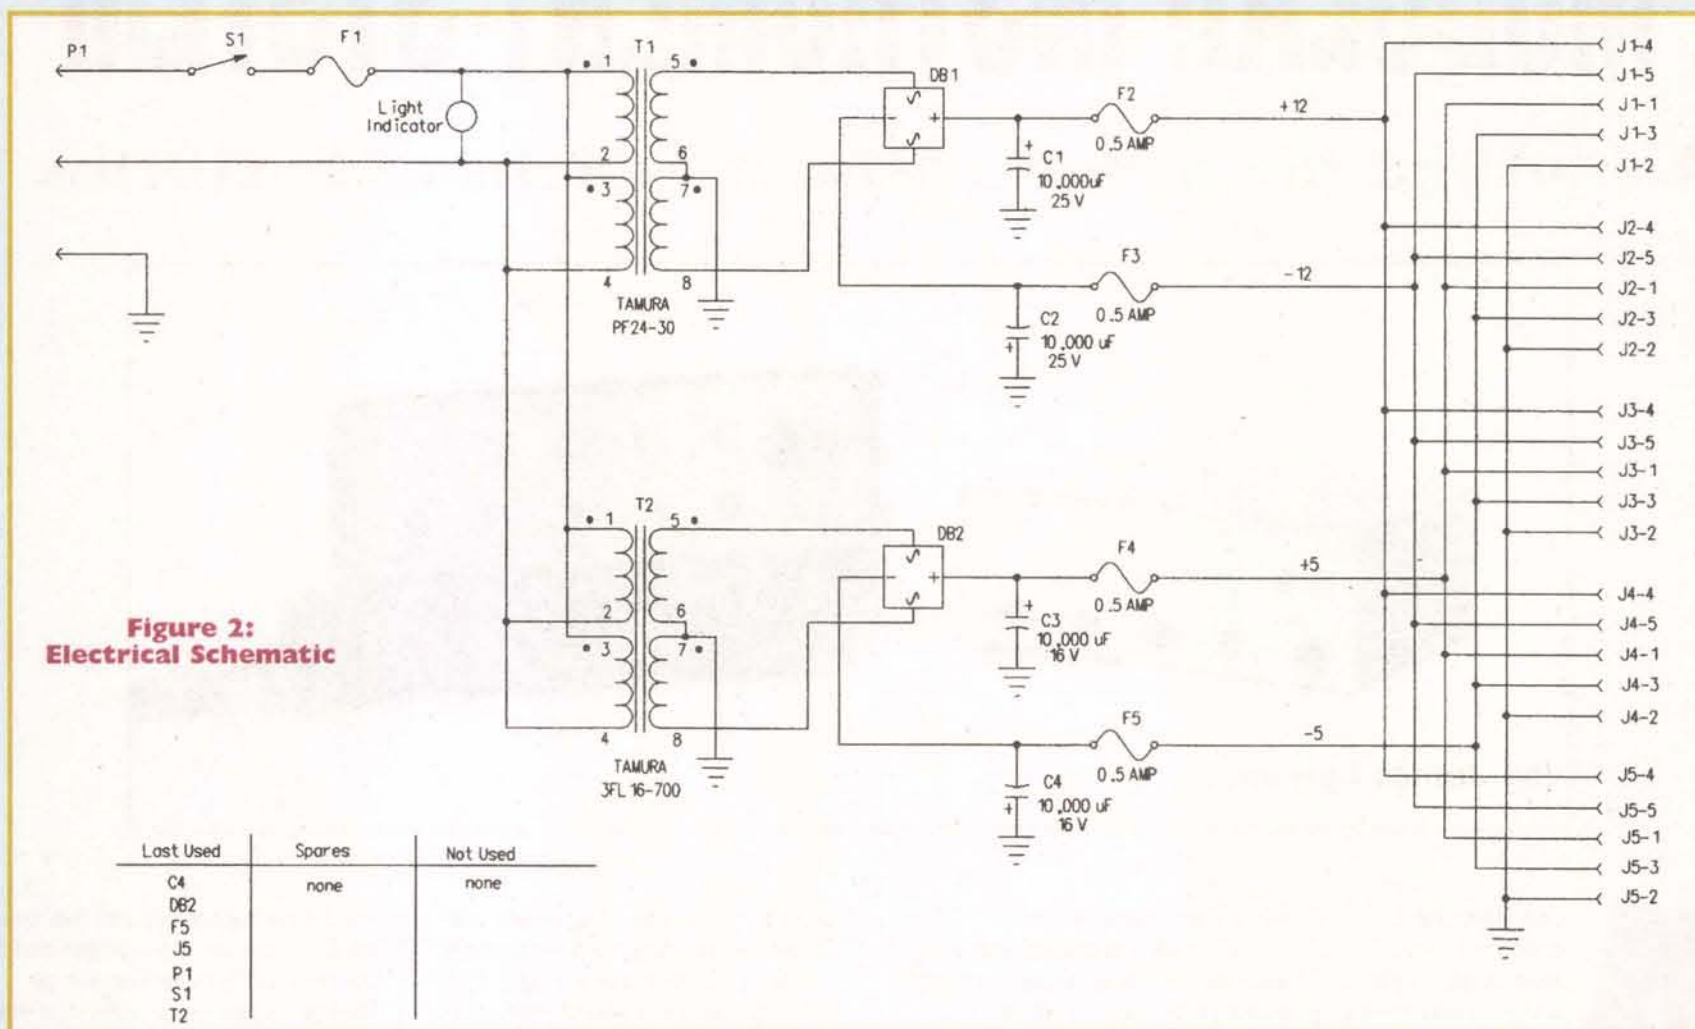 P1
S1
F1
Light
Indicator
T1
1
2
3
4
5
6
7
8
TAMURA
PF24-30
DB1
-
+
+
C1
10,000uF
25 V
F2
0.5 AMP
+12
C2
10,000 uF
+
25 V
F3
0.5 AMP
-12
T2
1
2
3
4
5
6
7
8
TAMURA
3FL 16-700
DB2
-
+
+
C3
10,000 uF
16 V
F4
0.5 AMP
+5
C4
10,000 uF
+
16 V
F5
0.5 AMP
-5
J1-4
J1-5
J1-1
J1-3
J1-2
J2-4
J2-5
J2-1
J2-3
J2-2
J3-4
J3-5
J3-1
J3-3
J3-2
J4-4
J4-5
J4-1
J4-3
J4-2
J5-4
J5-5
J5-1
J5-3
J5-2
Figure 2:
Electrical Schematic
Last Used Spares Not Used
C4 none none
DB2
F5
J5
P1
S1
T2